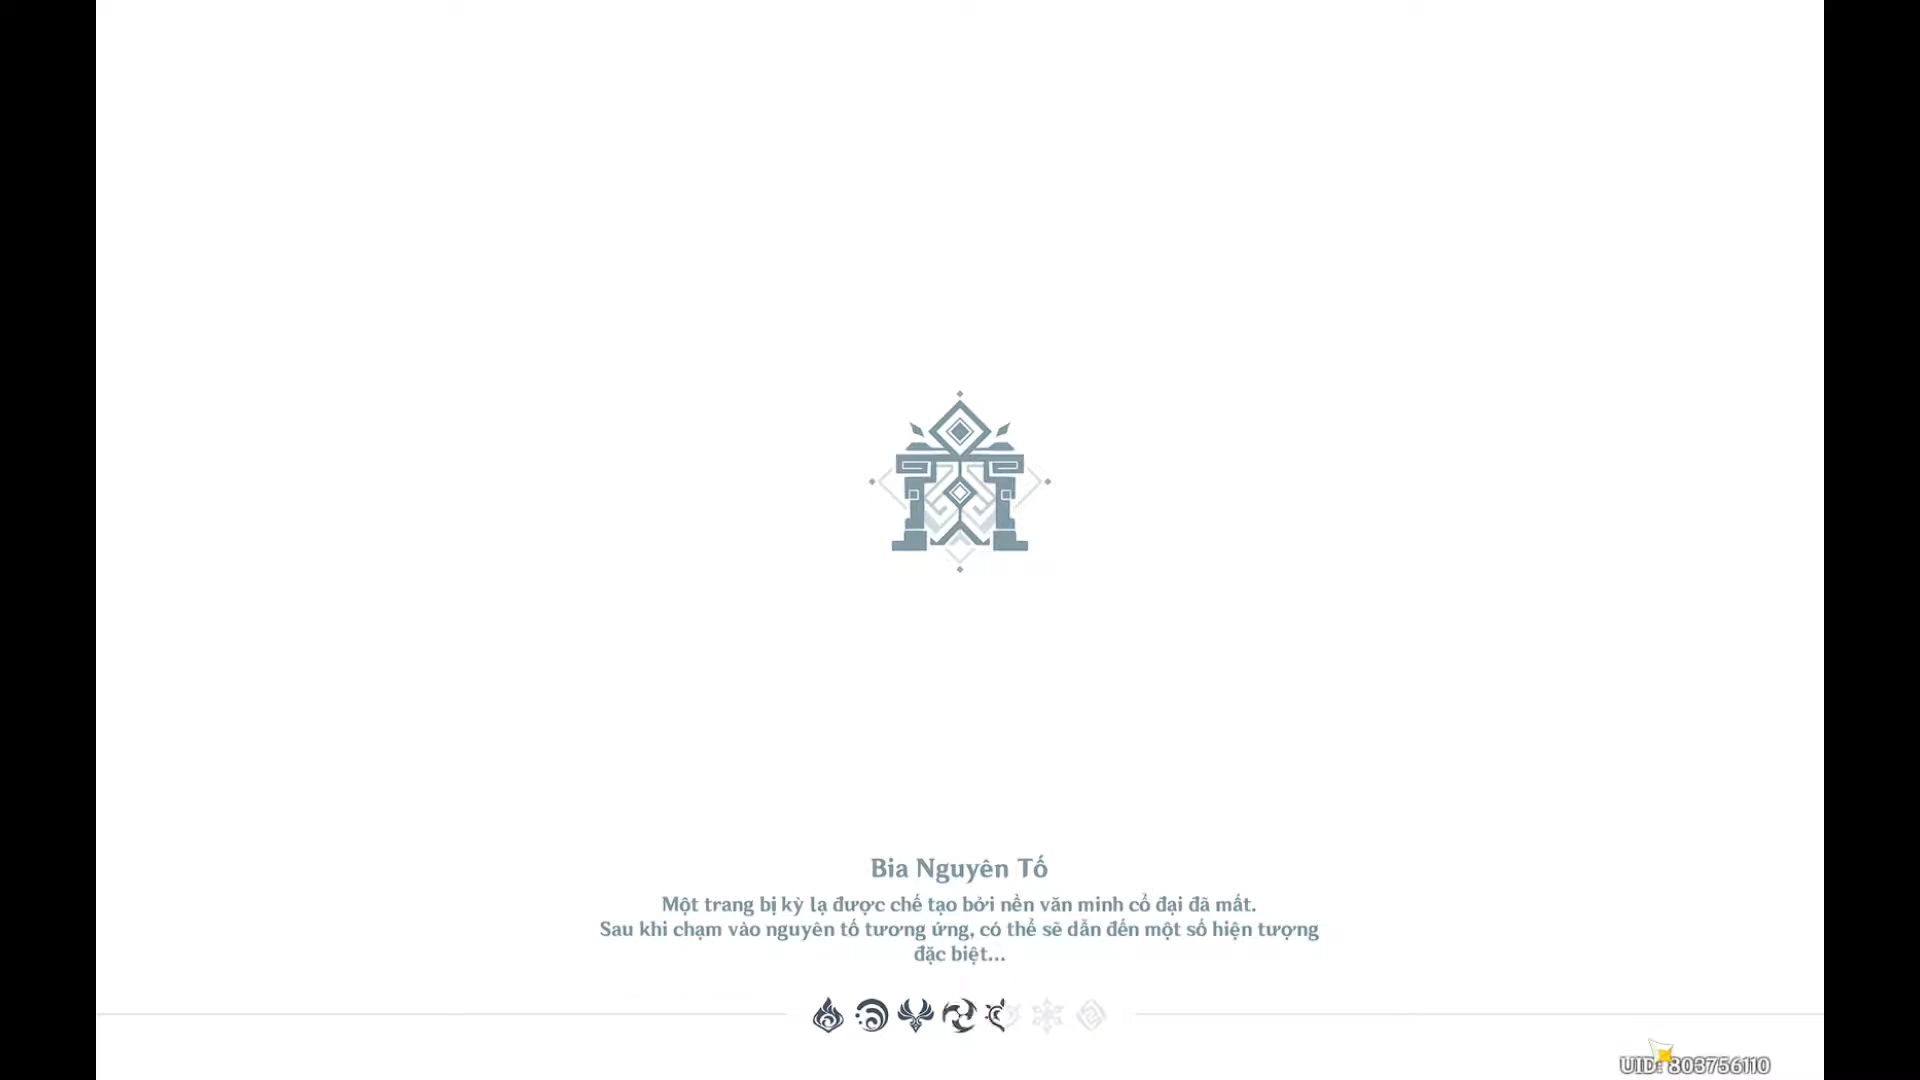 Bia Nguyên Tố
Một trang bị kỳ lạ được chế tạo bởi nền văn minh cổ đại đã mất.
Sau khi chạm vào nguyên tố tương ứng, có thể sẽ dẫn đến một số hiện tượng
đặc biệt...
UID: 803756110